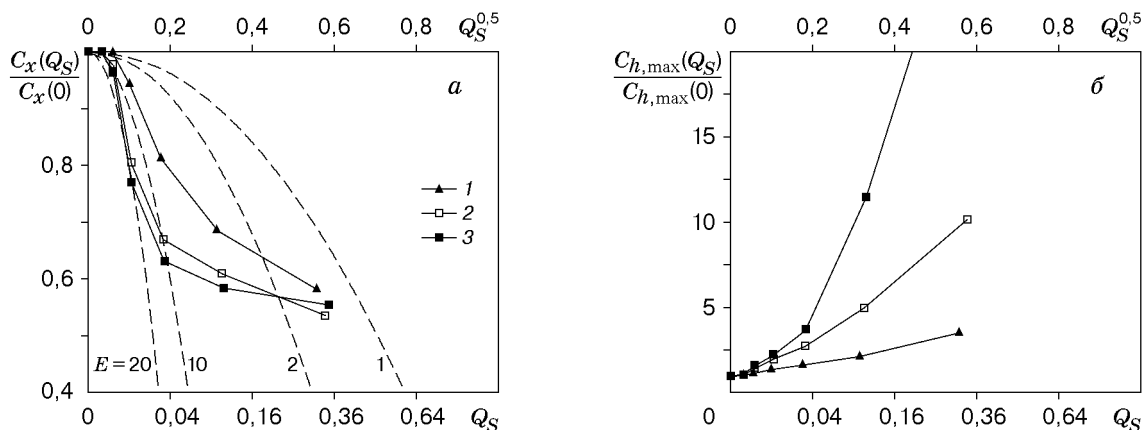 0 0,2 0,4 0,6 0,8 Q_S^{0,5}
C_x(Q_S)
C_x(0)
а
0,8
0,6
0,4
1
2
3
E = 20 10 2 1
0 0,04 0,16 0,36 0,64 Q_S
0 0,2 0,4 0,6 0,8 Q_S^{0,5}
C_{h,max}(Q_S)
C_{h,max}(0)
б
15
10
5
0 0,04 0,16 0,36 0,64 Q_S